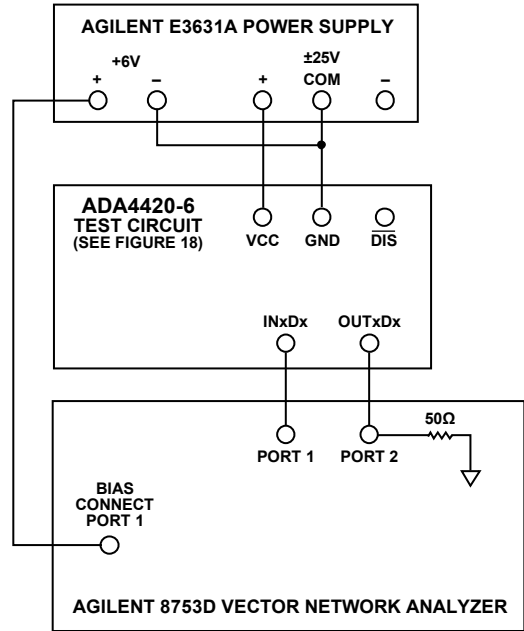 AGILENT E3631A POWER SUPPLY
+6V
±25V
+
–
+
COM
–
ADA4420-6
TEST CIRCUIT
(SEE FIGURE 18)
VCC
GND
DIS
INxDx
OUTxDx
50Ω
PORT 1
PORT 2
BIAS
CONNECT
PORT 1
AGILENT 8753D VECTOR NETWORK ANALYZER